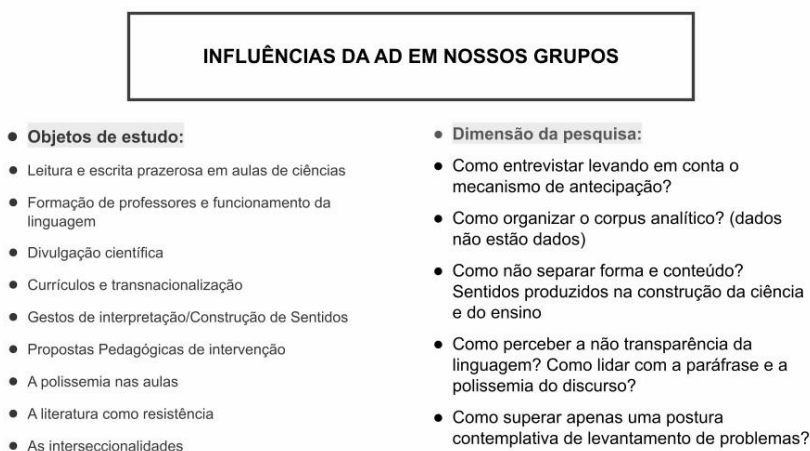 INFLUÊNCIAS DA AD EM NOSSOS GRUPOS
● Objetos de estudo:
● Leitura e escrita prazerosa em aulas de ciências
● Formação de professores e funcionamento da
linguagem
● Divulgação científica
● Currículos e transnacionalização
● Gestos de interpretação/Construção de Sentidos
● Propostas Pedagógicas de intervenção
● A polissemia nas aulas
● A literatura como resistência
● As interseccionalidades
● Dimensão da pesquisa:
● Como entrevistar levando em conta o
mecanismo de antecipação?
● Como organizar o corpus analítico? (dados
não estão dados)
● Como não separar forma e conteúdo?
Sentidos produzidos na construção da ciência
e do ensino
● Como perceber a não transparência da
linguagem? Como lidar com a paráfrase e a
polissemia do discurso?
● Como superar apenas uma postura
contemplativa de levantamento de problemas?